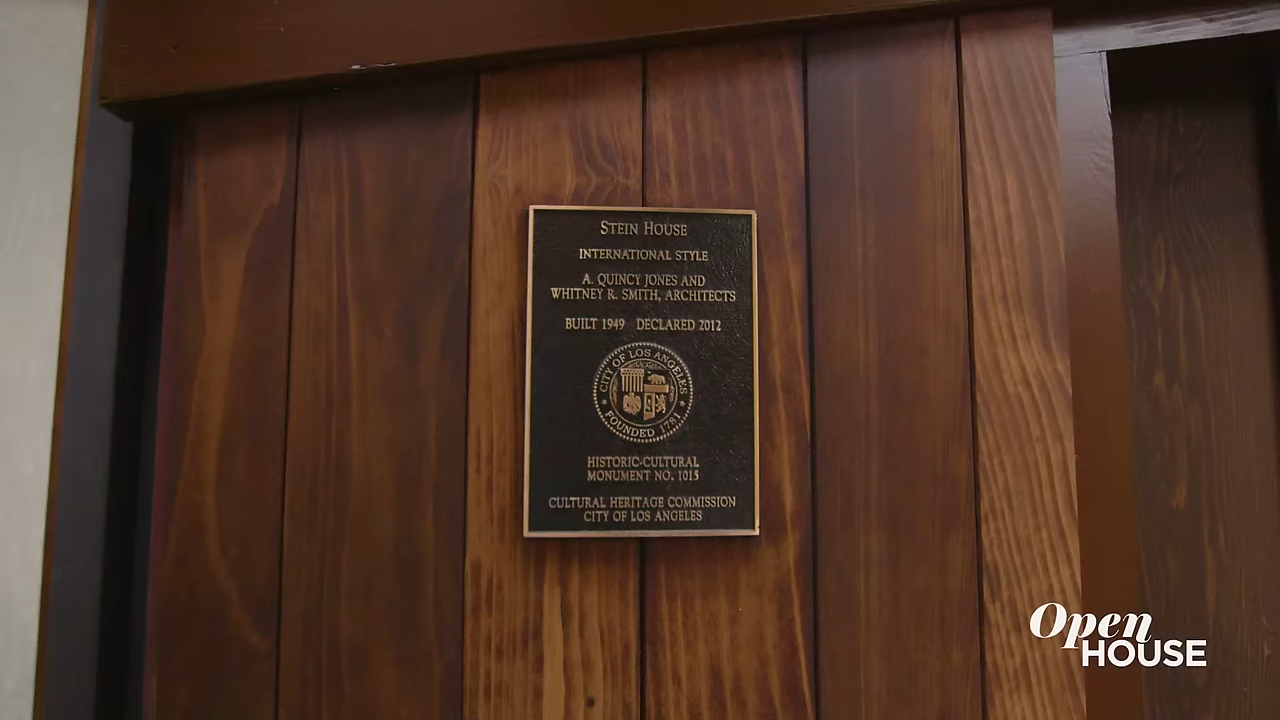 STEIN HOUSE
INTERNATIONAL STYLE
A. QUINCY JONES AND
WHITNEY R. SMITH, ARCHITECTS
BUILT 1949 DECLARED 2012
CITY OF LOS ANGELES
FOUNDED 1781
HISTORIC-CULTURAL
MONUMENT NO. 1015
CULTURAL HERITAGE COMMISSION
CITY OF LOS ANGELES
Open
HOUSE